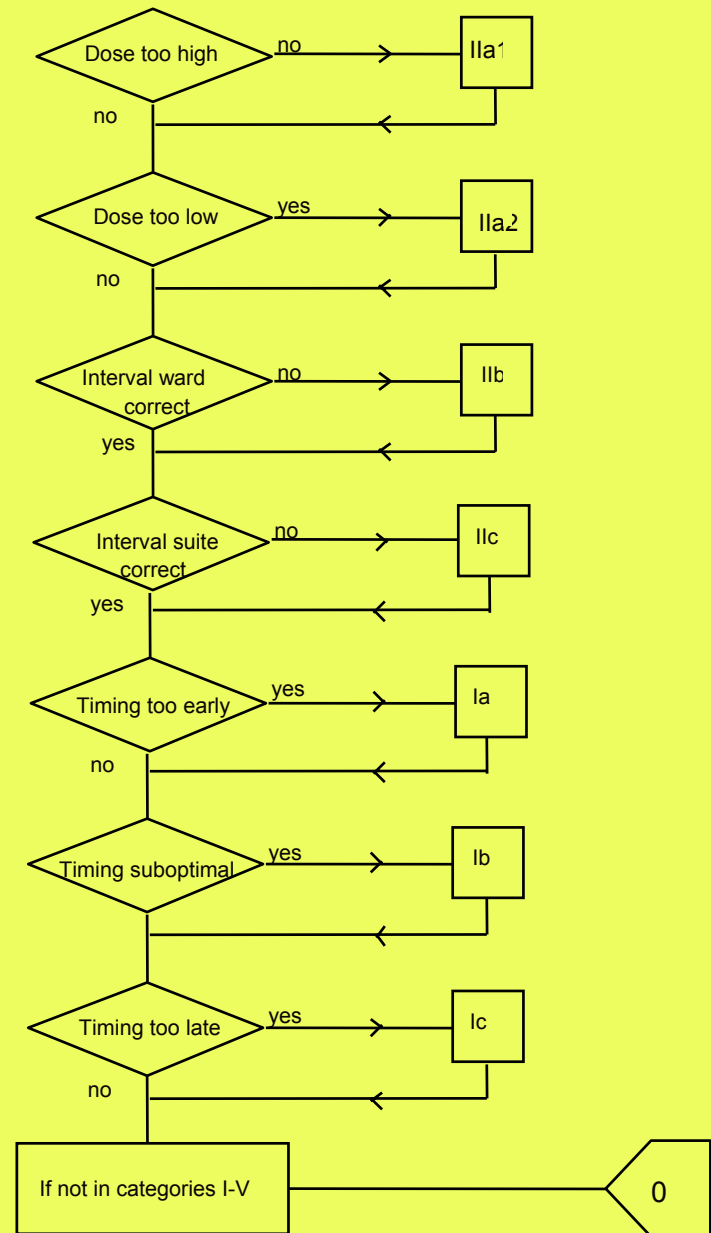 Dose too high
no
IIa1
no
Dose too low
yes
IIa2
no
Interval ward
correct
no
IIb
yes
Interval suite
correct
no
IIc
yes
Timing too early
yes
Ia
no
Timing suboptimal
yes
Ib
Timing too late
yes
Ic
no
If not in categories I-V
0